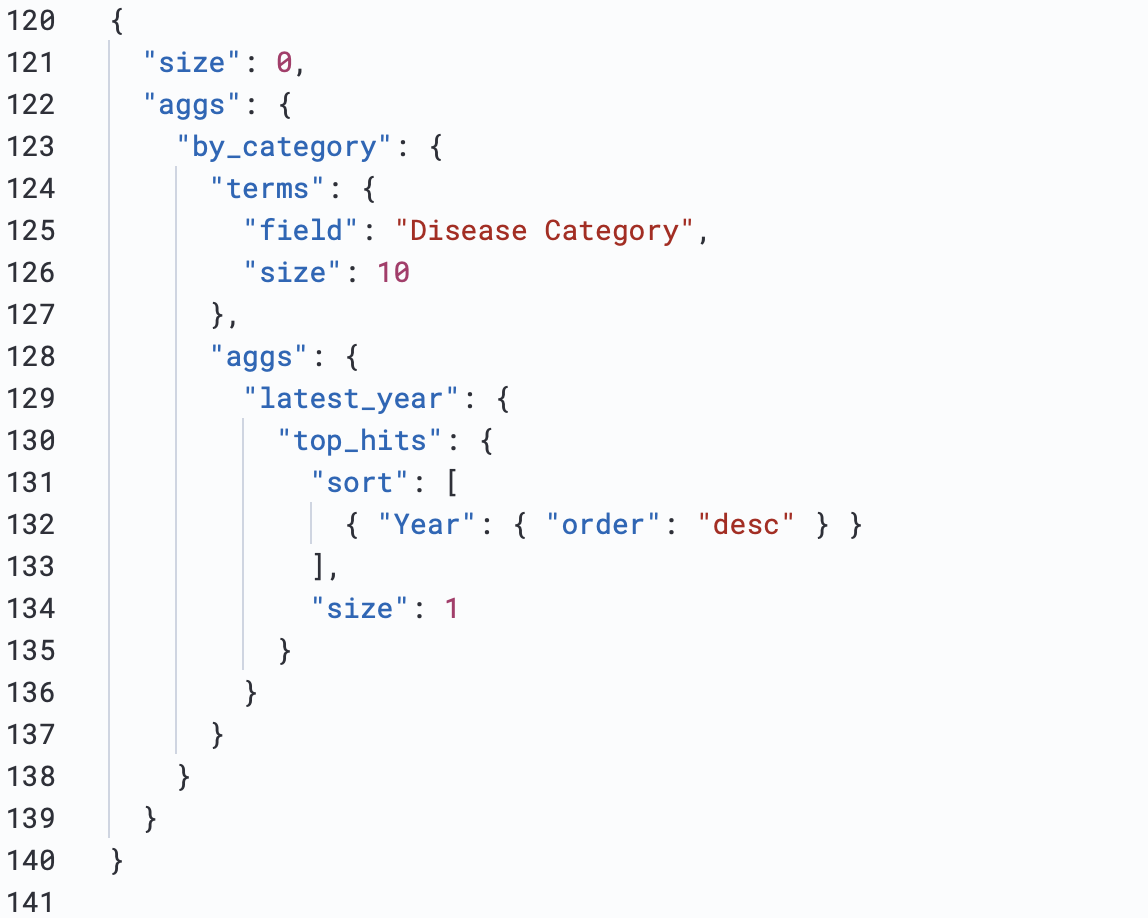 120 {
121   "size": 0,
122   "aggs": {
123     "by_category": {
124       "terms": {
125         "field": "Disease Category",
126         "size": 10
127       },
128       "aggs": {
129         "latest_year": {
130           "top_hits": {
131             "sort": [
132               { "Year": { "order": "desc" } }
133             ],
134             "size": 1
135           }
136         }
137       }
138     }
139   }
140 }
141